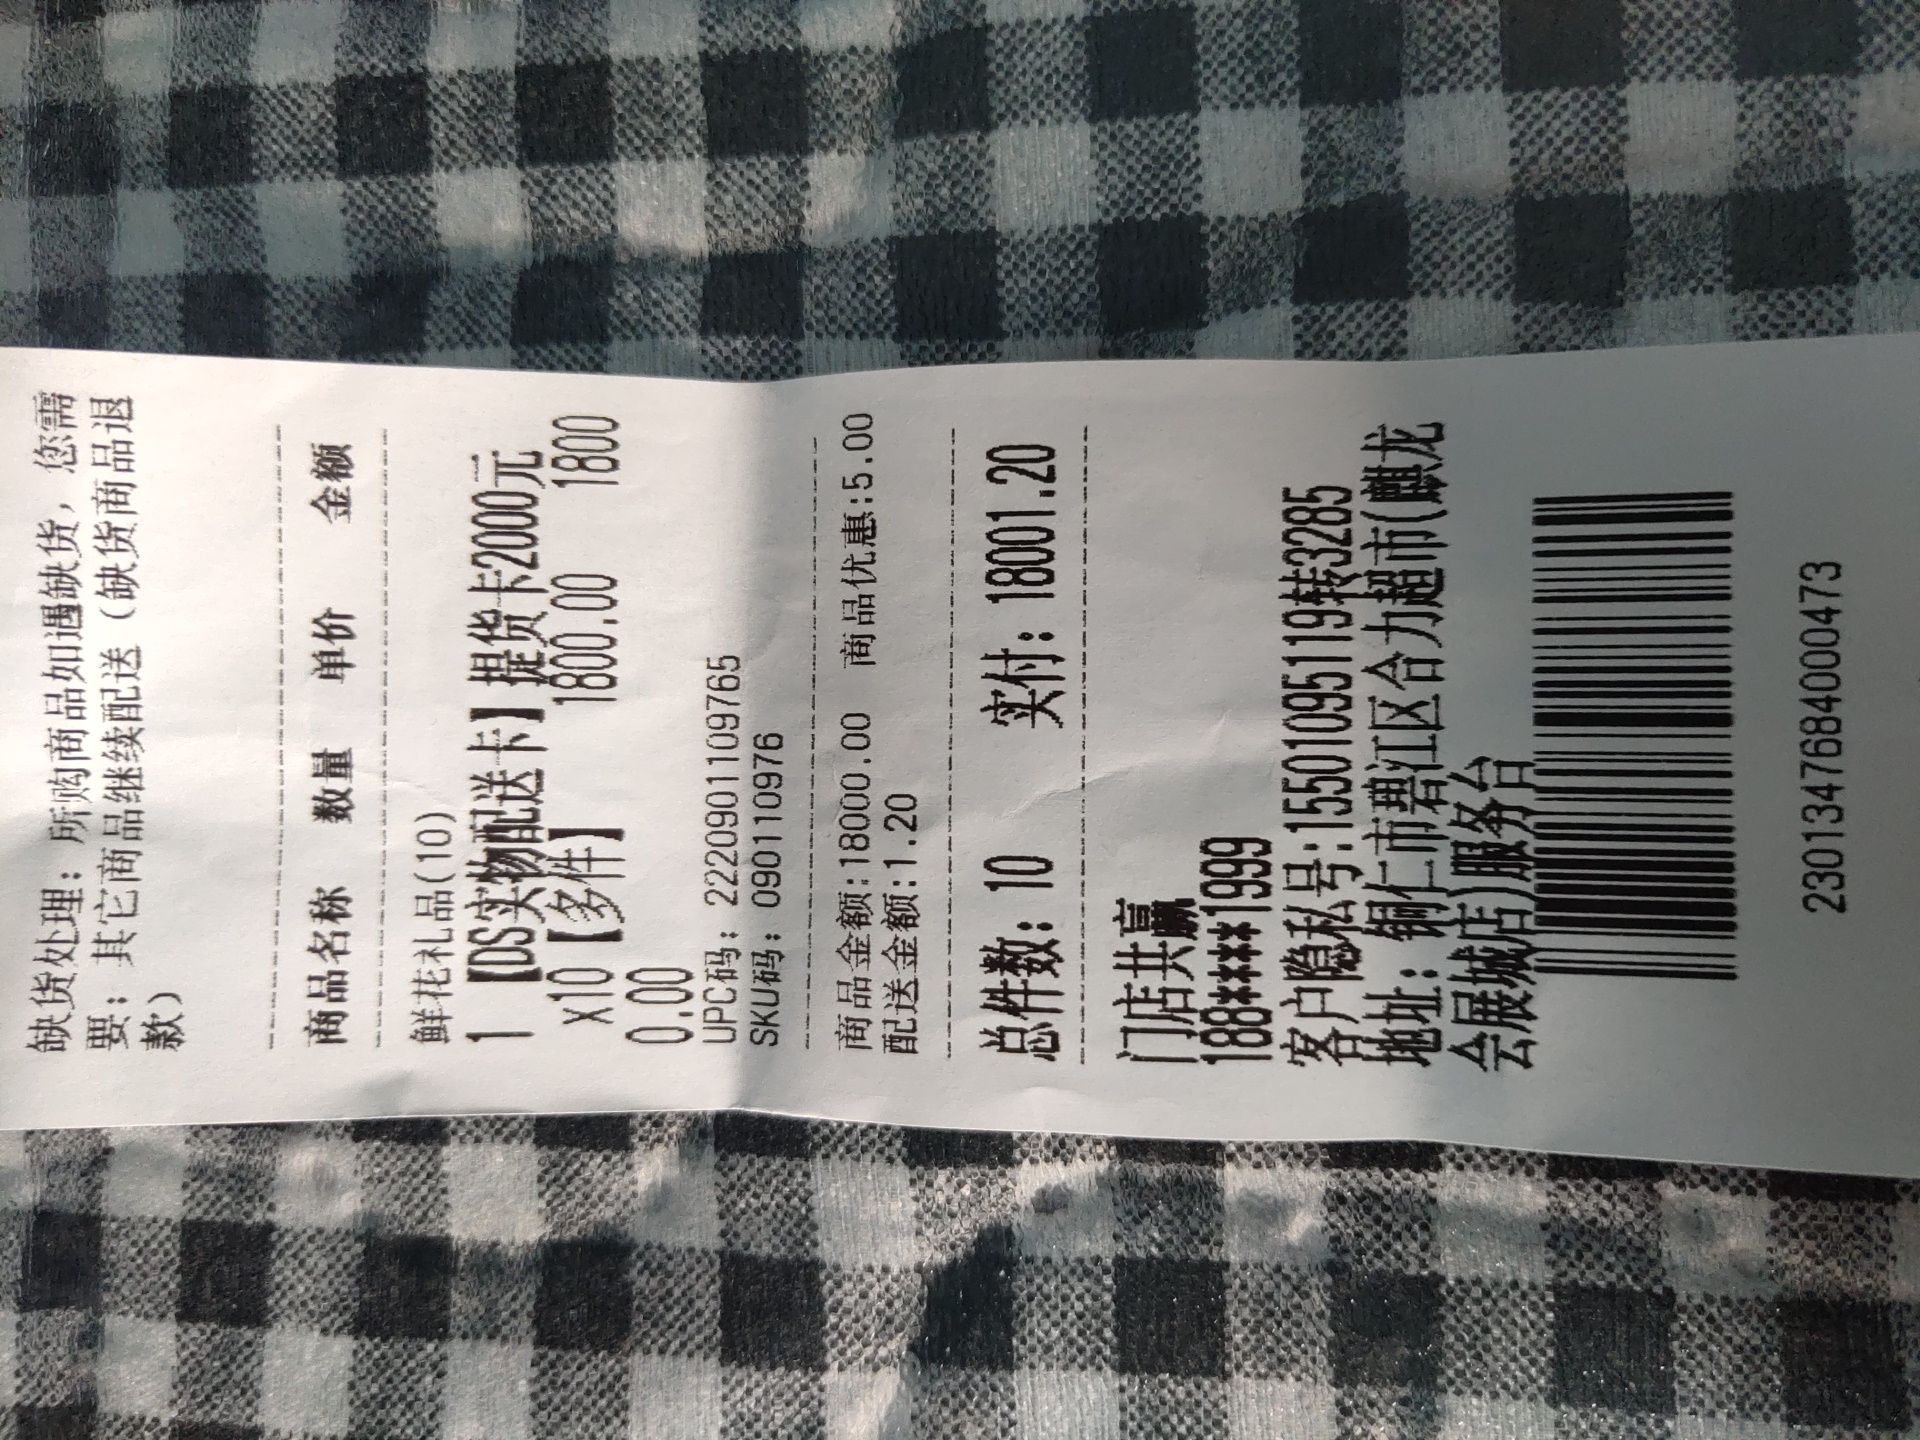 缺货处理：所购商品如遇缺货，您需
要：其它商品继续配送（缺货商品退
款）
商品名称 数量 单价 金额
鲜花礼品(10)
1 【DS实物配送卡】提货卡2000元
x10【多件】 1800.00 1800
0.00
UPC码：2220901109765
SKU码：090110976
商品金额:18000.00 商品优惠:5.00
配送金额:1.20
总件数：10 实付：18001.20
门店共赢
188****1999
客户隐私号:15501095119转3285
地址：铜仁市碧江区合力超市(麒龙
会展城店)服务台
2301347684000473